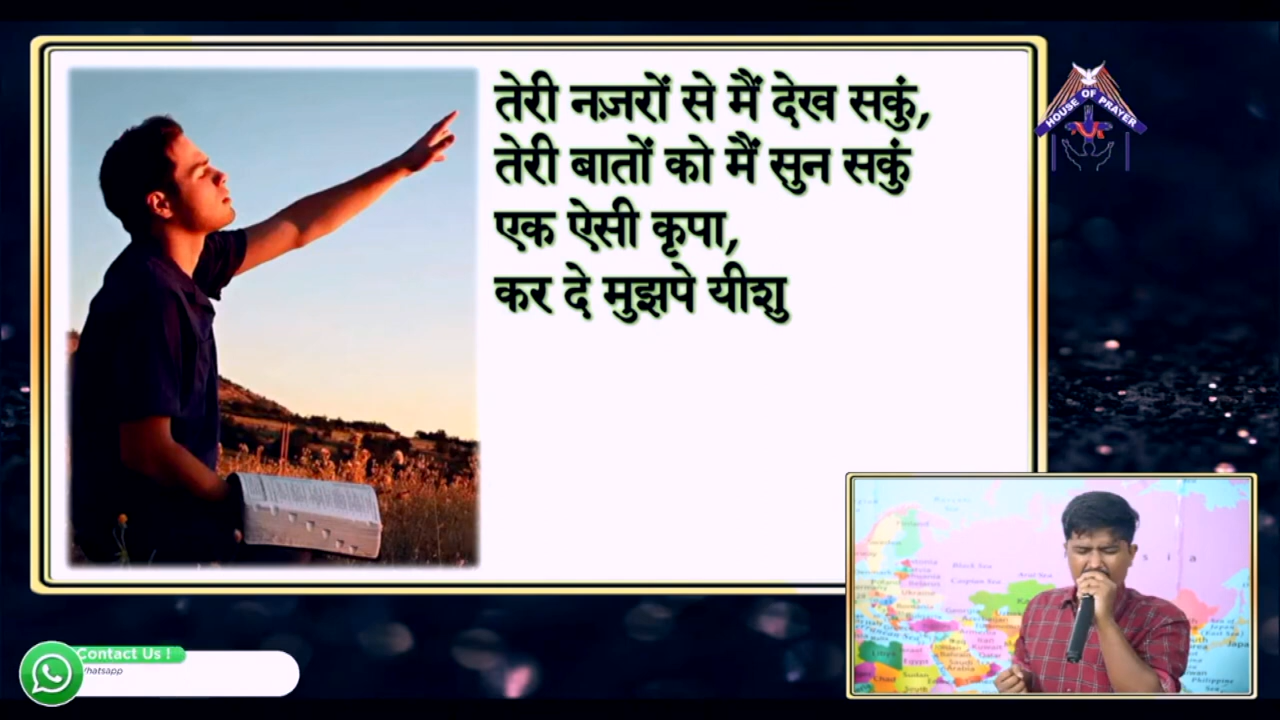 तेरी नज़रों से मैं देख सकुं,
तेरी बातों को मैं सुन सकुं
एक ऐसी कृपा,
कर दे मुझपे यीशु
HOUSE OF PRAYER
Contact Us !
Whatsapp